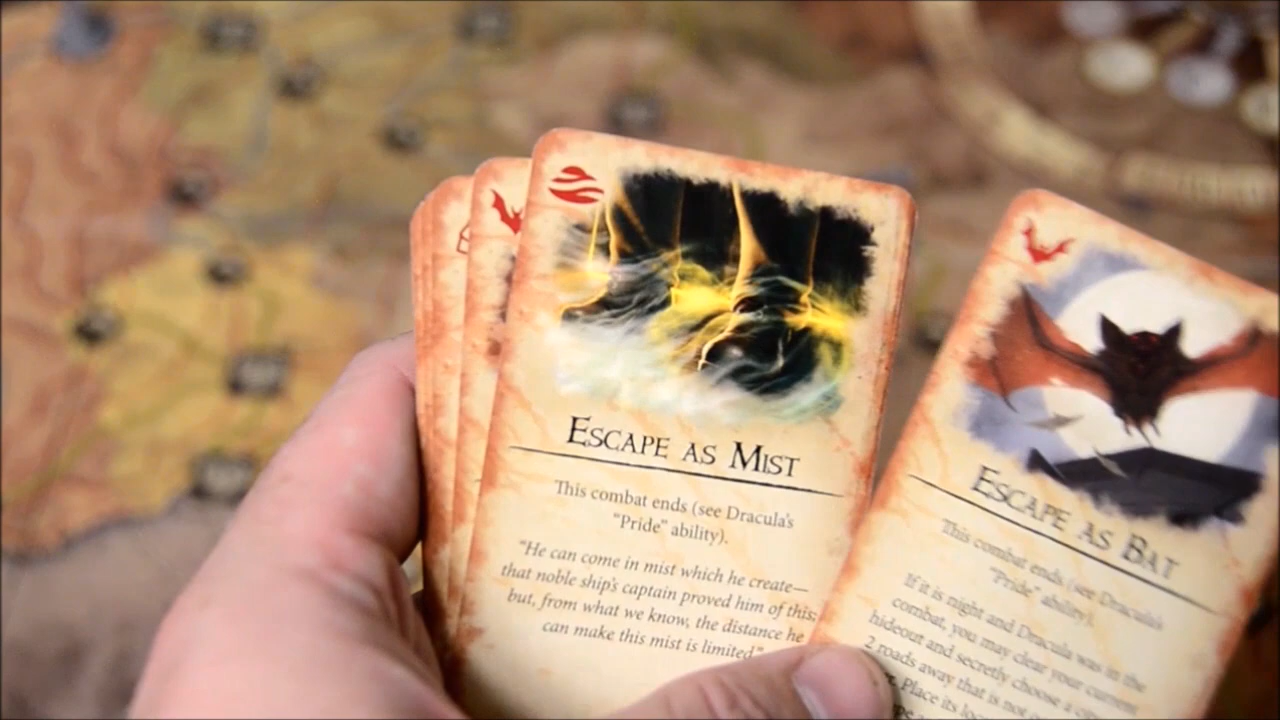 Escape as Mist
This combat ends (see Dracula's
"Pride" ability).
"He can come in mist which he create—
that noble ship's captain proved him of this;
but, from what we know, the distance he
can make this mist is limited."
Escape as Bat
This combat ends (see Dracula's
"Pride" ability).
If it is night and Dracula was in the
combat, you may clear your current
hideout and secretly choose a
2 roads away that is not
Place its